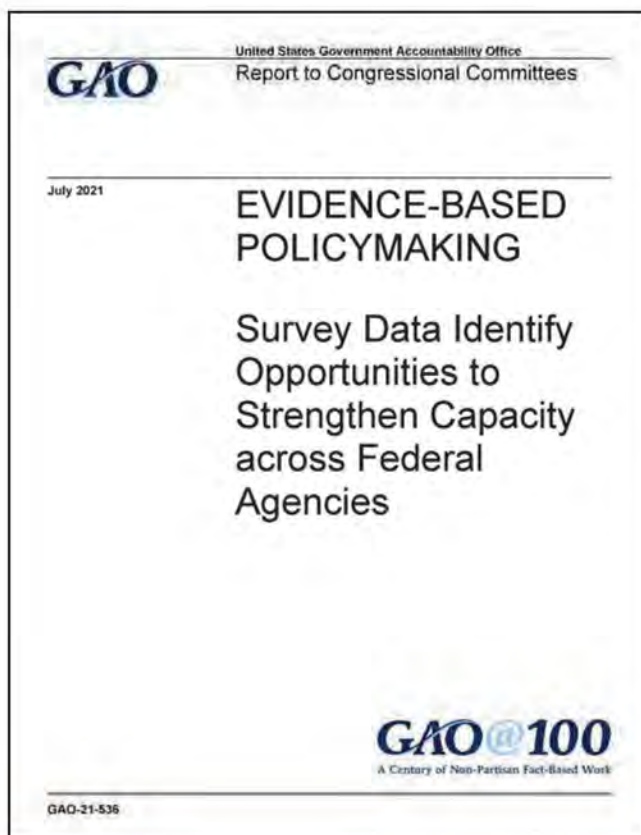 United States Government Accountability Office
GAO
Report to Congressional Committees
July 2021
EVIDENCE-BASED
POLICYMAKING
Survey Data Identify
Opportunities to
Strengthen Capacity
across Federal
Agencies
GAO@100
A Century of Non-Partisan Fact-Based Work
GAO-21-536